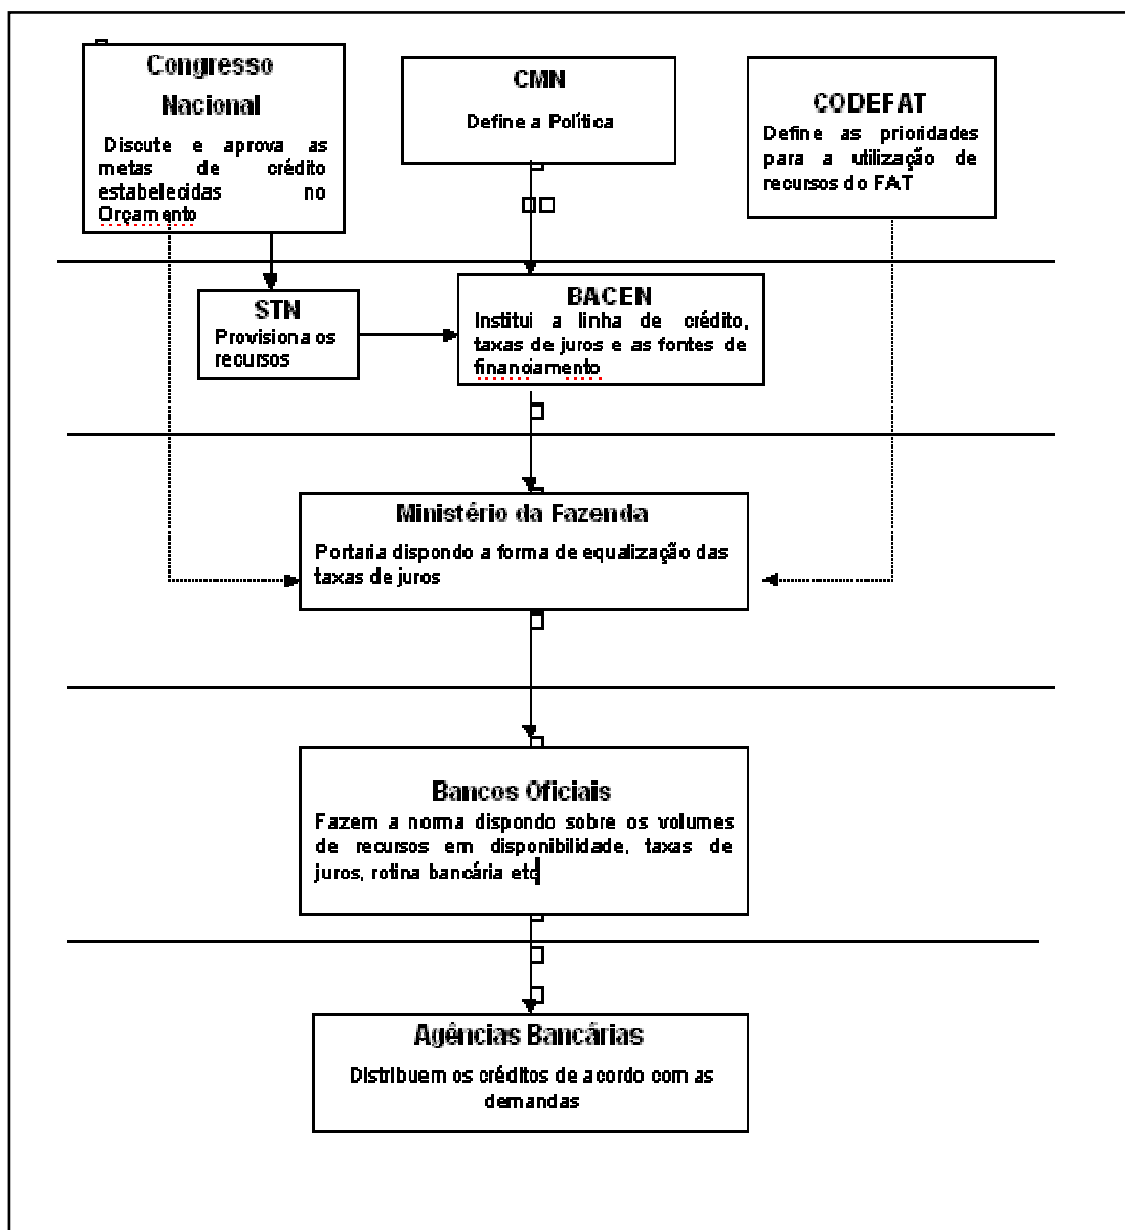 Congresso
Nacional
Discute e aprova as
metas de crédito
estabelecidas no
Orçamento
CMN
Define a Política
CODEFAT
Define as prioridades
para a utilização de
recursos do FAT
STN
Provisiona os
recursos
BACEN
Institui a linha de crédito,
taxas de juros e as fontes de
financiamento
Ministério da Fazenda
Portaria dispondo a forma de equalização das
taxas de juros
Bancos Oficiais
Fazem a norma dispondo sobre os volumes
de recursos em disponibilidade, taxas de
juros, rotina bancária etc
Agências Bancárias
Distribuem os créditos de acordo com as
demandas